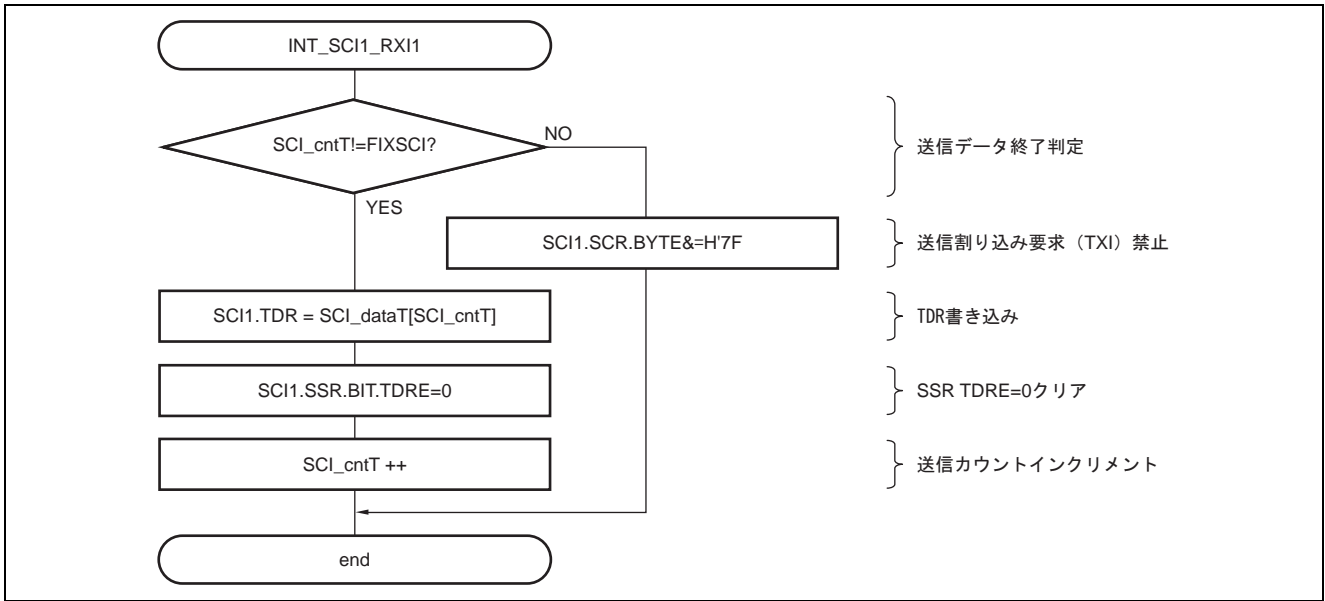 INT_SCI1_RXI1
SCI_cntT!=FIXSCI?
NO
送信データ終了判定
YES
SCI1.SCR.BYTE&=H'7F
送信割り込み要求（TXI）禁止
SCI1.TDR = SCI_dataT[SCI_cntT]
TDR書き込み
SCI1.SSR.BIT.TDRE=0
SSR TDRE=0クリア
SCI_cntT ++
送信カウントインクリメント
end